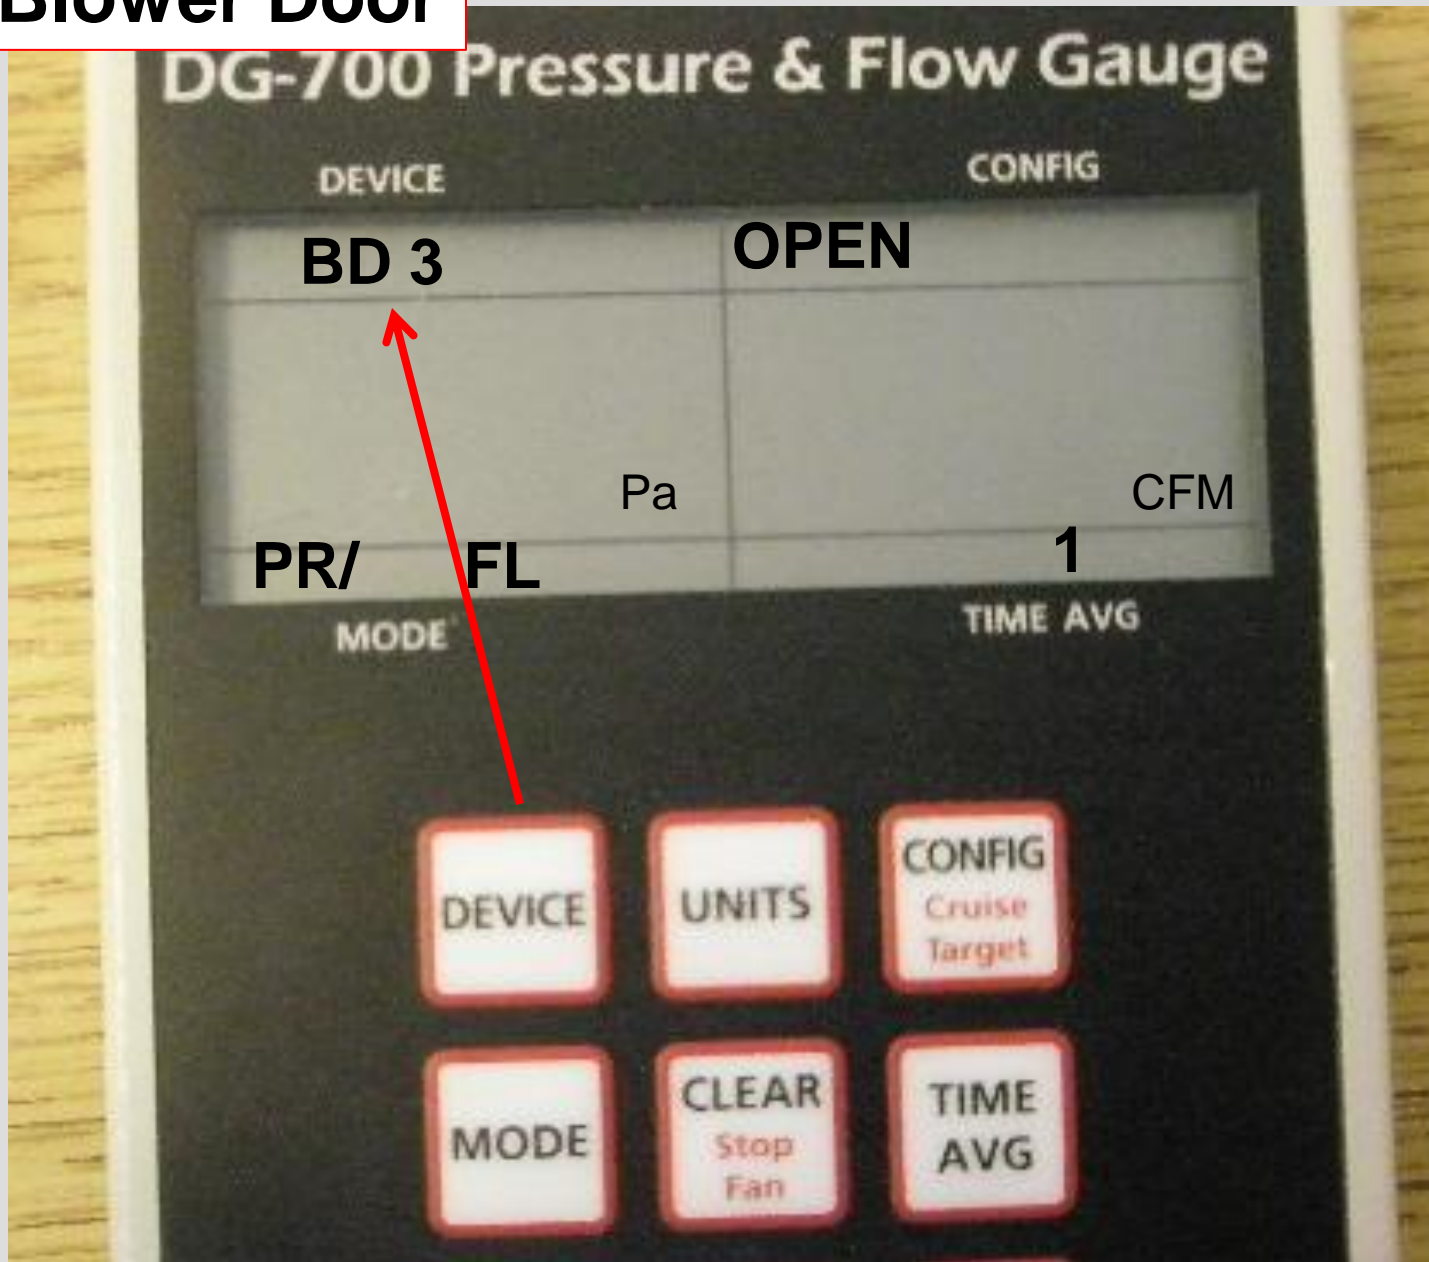 Blower Door
DG-700 Pressure & Flow Gauge
DEVICE CONFIG
BD 3 OPEN
Pa CFM
PR/ FL 1
MODE TIME AVG
DEVICE UNITS CONFIG
Cruise
Target
MODE CLEAR TIME
Stop AVG
Fan